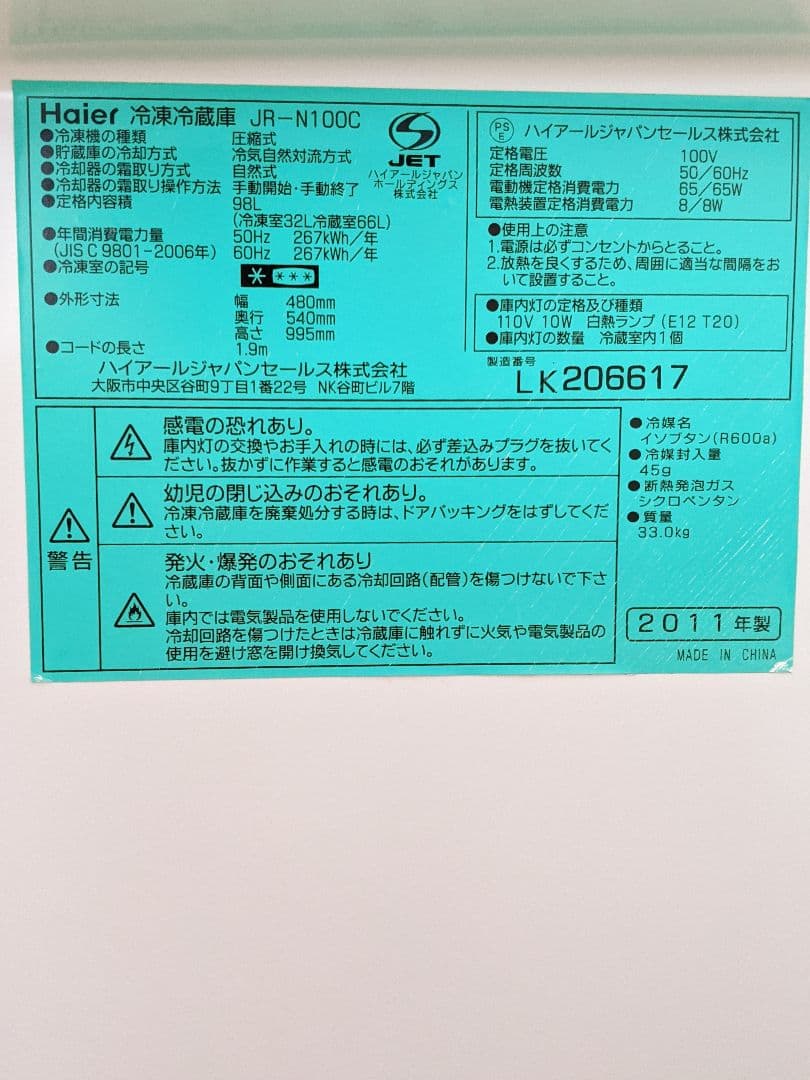 Haier 冷凍冷蔵庫 JR-N100C
●冷凍機の種類 圧縮式
●貯蔵庫の冷却方式 冷気自然対流方式
●冷却器の霜取り方式 自然式
●冷却器の霜取り操作方法 手動開始・手動終了
●定格内容積 98L
(冷凍室32L冷蔵室66L)
●年間消費電力量 50Hz 267kWh/年
(JIS C 9801-2006年) 60Hz 267kWh/年
●冷凍室の記号
●外形寸法 幅 480mm
奥行 540mm
高さ 995mm
●コードの長さ 1.9m
ハイアールジャパンセールス株式会社
大阪市中央区谷町9丁目1番22号 NK谷町ビル7階
JET
ハイアールジャパン
ホールディングス
株式会社
PS
E
ハイアールジャパンセールス株式会社
定格電圧 100V
定格周波数 50/60Hz
電動機定格消費電力 65/65W
電熱装置定格消費電力 8/8W
●使用上の注意
1.電源は必ずコンセントからとること。
2.放熱を良くするため、周囲に適当な間隔をお
いて設置すること。
●庫内灯の定格及び種類
110V 10W 白熱ランプ (E12 T20)
●庫内灯の数量 冷蔵室内1個
製造番号
LK206617
警告
感電の恐れあり。
庫内灯の交換やお手入れの時には、必ず差込みプラグを抜いてく
ださい。抜かずに作業すると感電のおそれがあります。
幼児の閉じ込みのおそれあり。
冷凍冷蔵庫を廃棄処分する時は、ドアパッキングをはずしてくだ
さい。
発火・爆発のおそれあり
冷蔵庫の背面や側面にある冷却回路(配管)を傷つけないで下さ
い。
庫内では電気製品を使用しないでください。
冷却回路を傷つけたときは冷蔵庫に触れずに火気や電気製品の
使用を避け窓を開け換気してください。
●冷媒名
イソブタン(R600a)
●冷媒封入量
45g
●断熱発泡ガス
シクロペンタン
●質量
33.0kg
2011年製
MADE IN CHINA